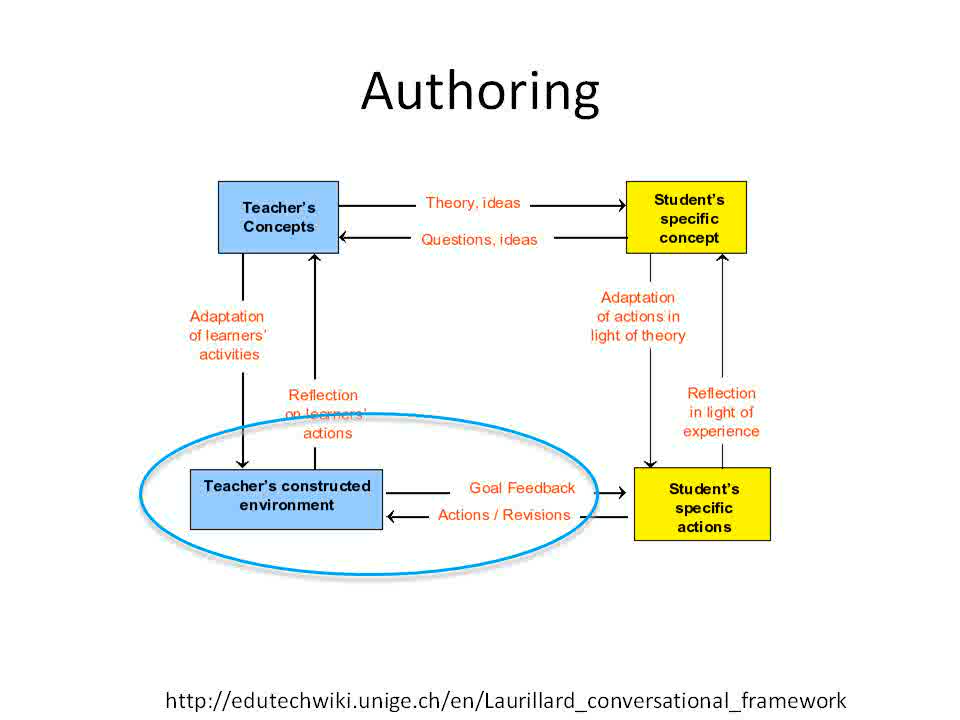 Authoring
Teacher's
Concepts
Theory, ideas
Questions, ideas
Student's
specific
concept
Adaptation
of learners'
activities
Reflection
on learners'
actions
Adaptation
of actions in
light of theory
Reflection
in light of
experience
Teacher's constructed
environment
Goal Feedback
Actions / Revisions
Student's
specific
actions
http://edutechwiki.unige.ch/en/Laurillard_conversational_framework